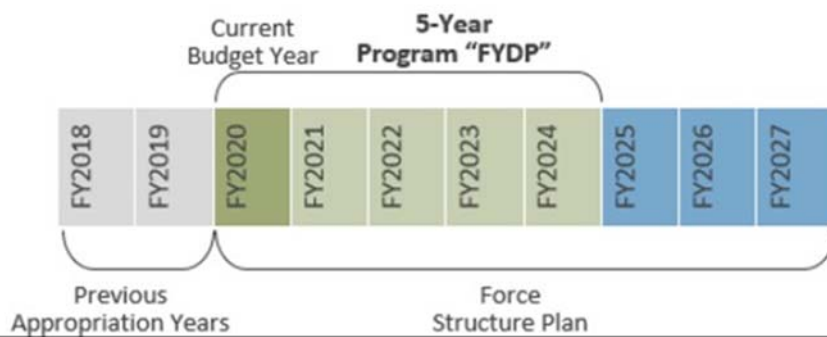 Current
Budget Year
5-Year
Program “FYDP”
FY2018
FY2019
FY2020
FY2021
FY2022
FY2023
FY2024
FY2025
FY2026
FY2027
Previous
Appropriation Years
Force
Structure Plan